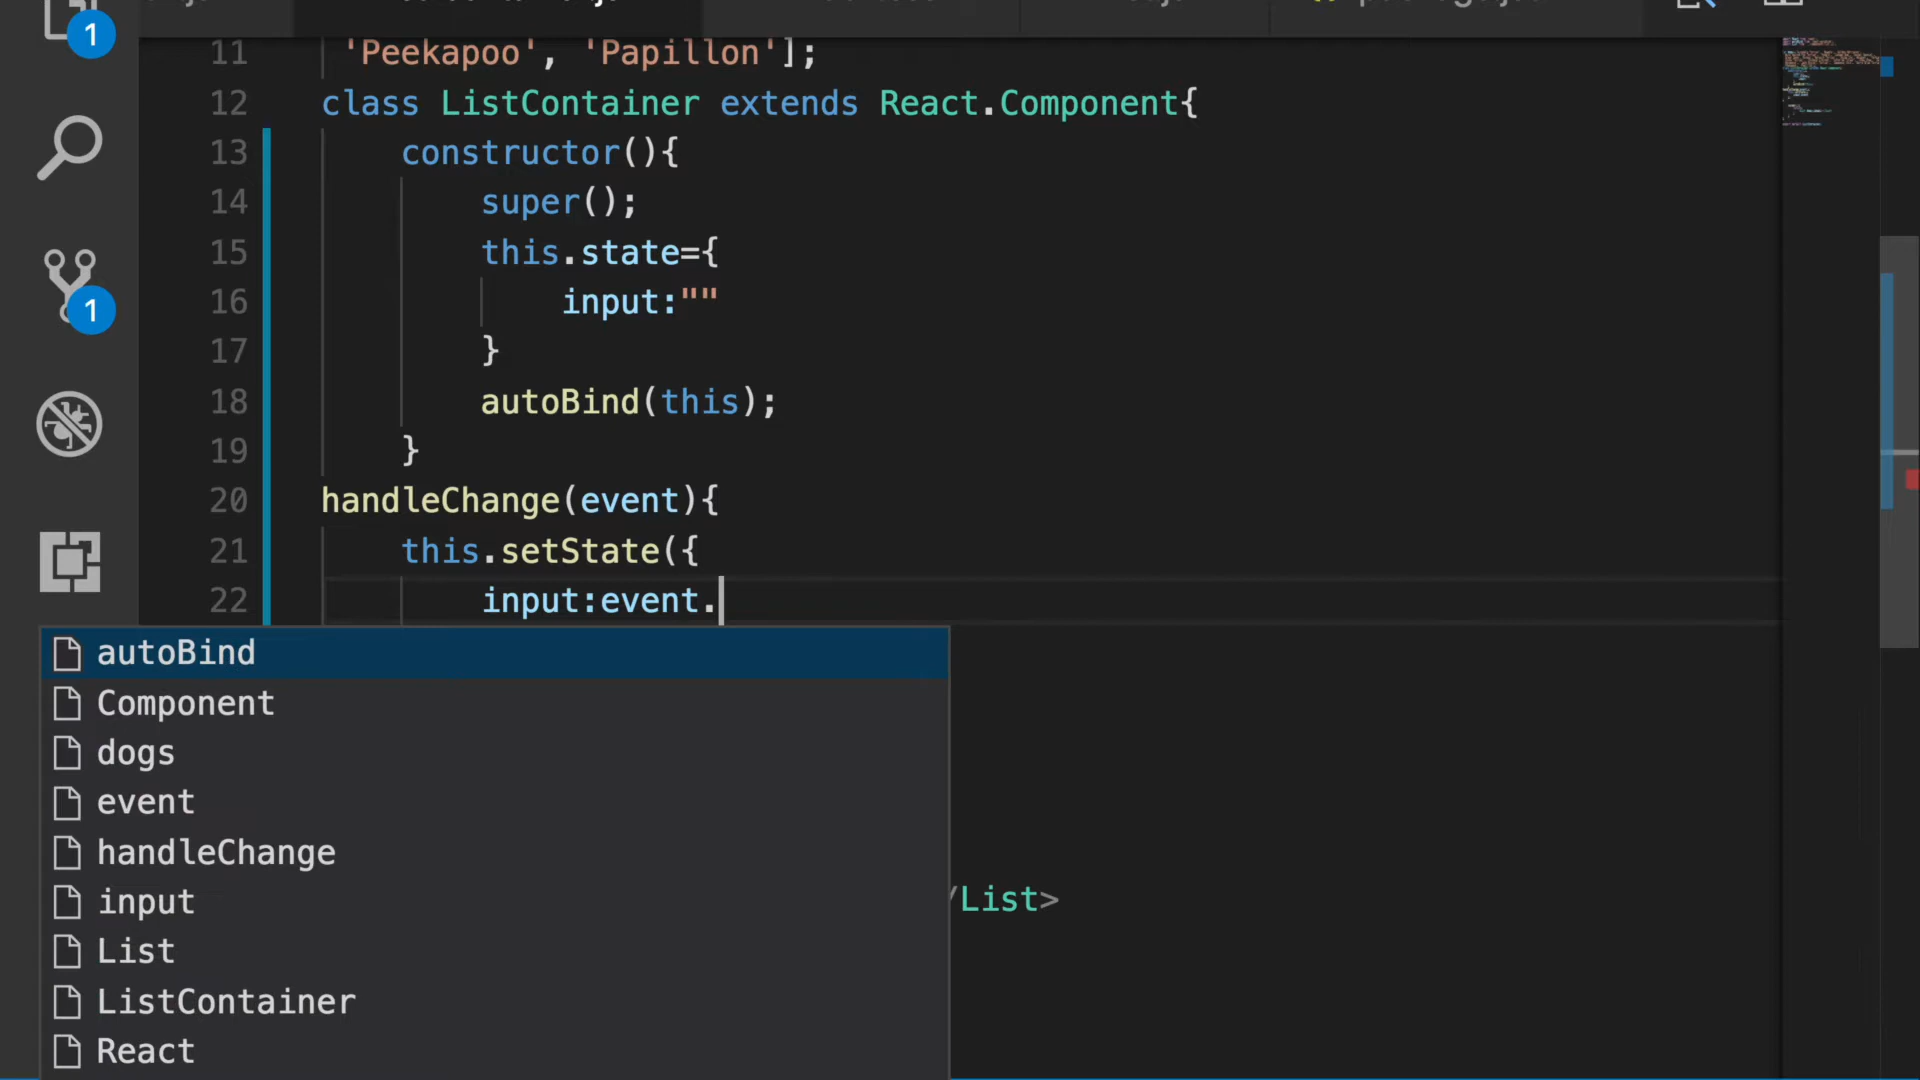 1
11 'Peekapoo', 'Papillon'];
12 class ListContainer extends React.Component{
13 constructor(){
14 super();
15 this.state={
16 input:""
17 }
18 autoBind(this);
19 }
20 handleChange(event){
21 this.setState({
22 input:event.
1
autoBind
Component
dogs
event
handleChange
input
List
/List>
ListContainer
React